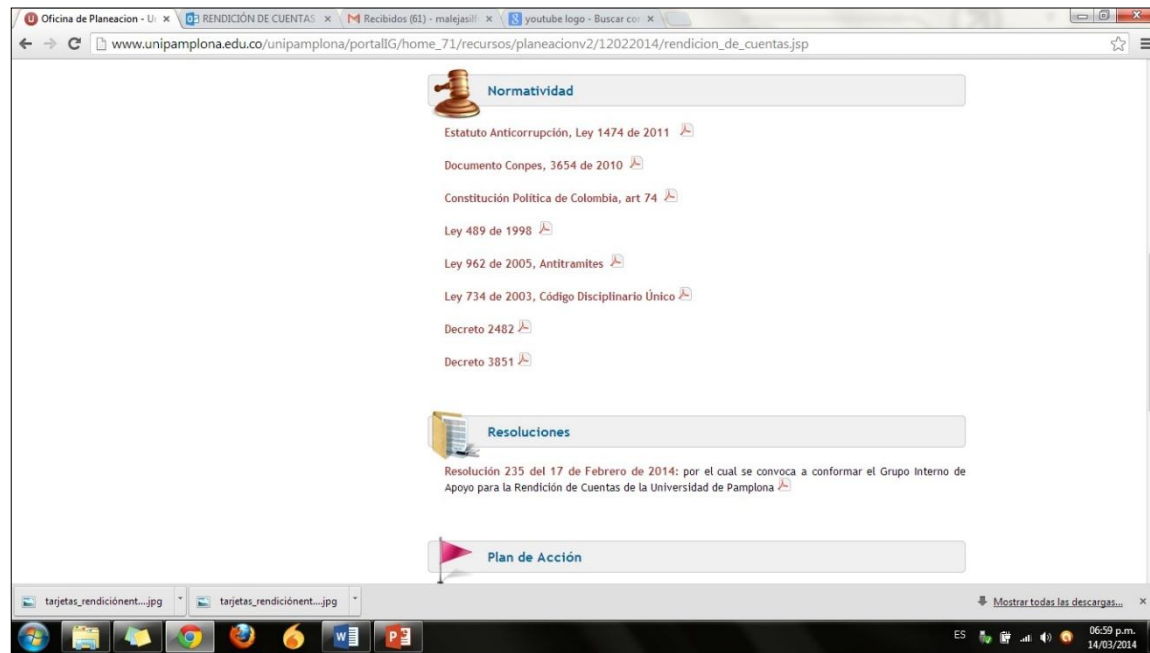 Oficina de Planeacion - U
RENDICIÓN DE CUENTAS
Recibidos (61) - malejasilf
youtube logo - Buscar con
www.unipamplona.edu.co/unipamplona/portalIG/home_71/recursos/planeacionv2/12022014/rendicion_de_cuentas.jsp
Normatividad
Estatuto Anticorrupción, Ley 1474 de 2011
Documento Conpes, 3654 de 2010
Constitución Política de Colombia, art 74
Ley 489 de 1998
Ley 962 de 2005, Antitramites
Ley 734 de 2003, Código Disciplinario Único
Decreto 2482
Decreto 3851
Resoluciones
Resolución 235 del 17 de Febrero de 2014: por el cual se convoca a conformar el Grupo Interno de
Apoyo para la Rendición de Cuentas de la Universidad de Pamplona
Plan de Acción
tarjetas_rendiciónent....jpg
tarjetas_rendiciónent....jpg
Mostrar todas las descargas...
ES
06:59 p.m.
14/03/2014